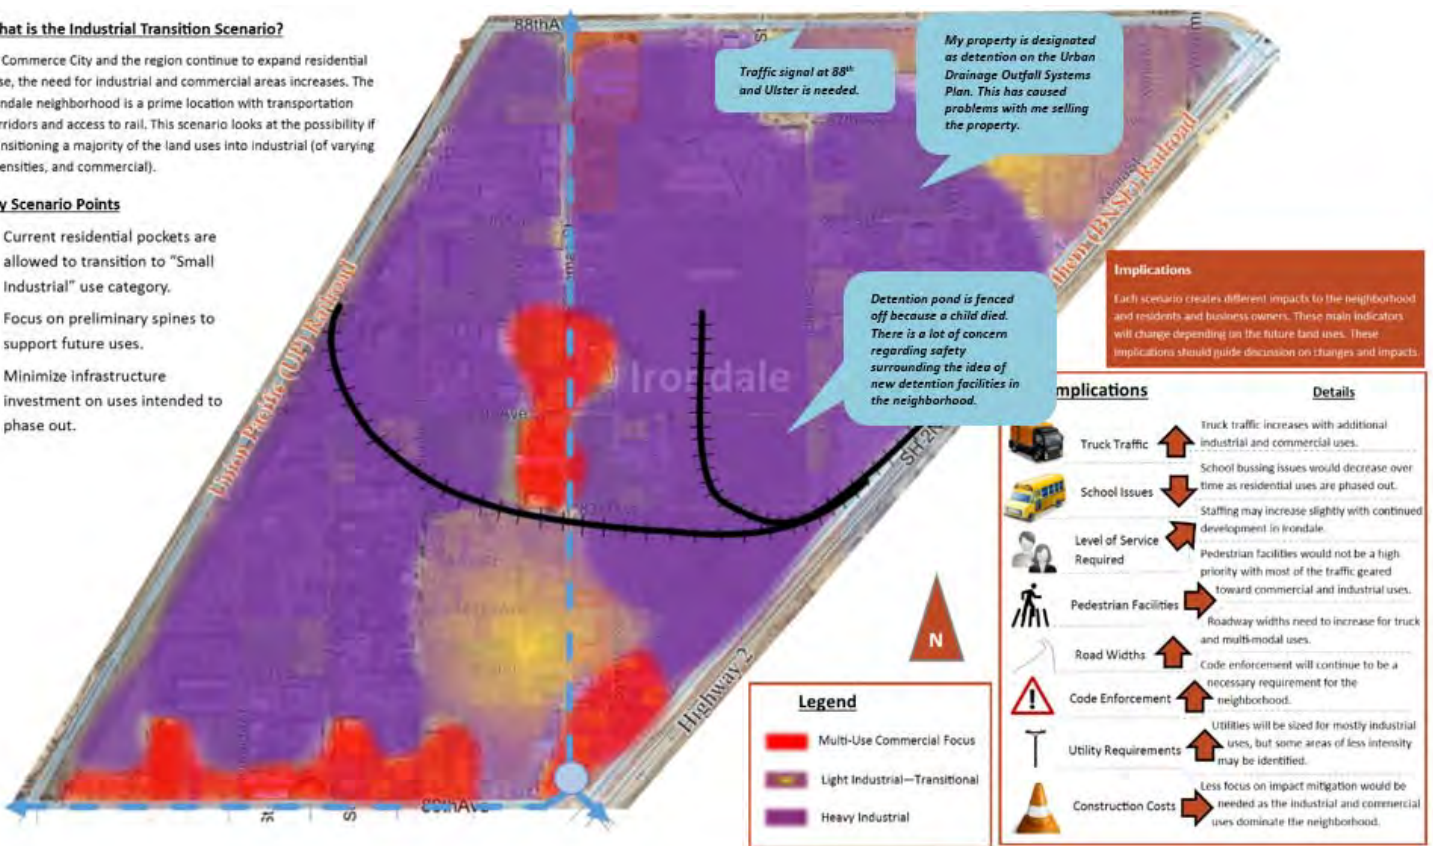 hat is the Industrial Transition Scenario?
Commerce City and the region continue to expand residential
se, the need for industrial and commercial areas increases. The
ndale neighborhood is a prime location with transportation
rridors and access to rail. This scenario looks at the possibility if
nsitioning a majority of the land uses into industrial (of varying
ensities, and commercial).
y Scenario Points
Current residential pockets are
allowed to transition to “Small
Industrial” use category.
Focus on preliminary spines to
support future uses.
Minimize infrastructure
investment on uses intended to
phase out.
88thAv
Traffic signal at 88th
and Ulster is needed.
My property is designated
as detention on the Urban
Drainage Outfall Systems
Plan. This has caused
problems with me selling
the property.
Detention pond is fenced
off because a child died.
There is a lot of concern
regarding safety
surrounding the idea of
new detention facilities in
the neighborhood.
Union Pacific (UP) Railroad
thern (BNSF) Railroad
Irondale
SH 2
Highway 2
80thAv
N
Legend
Multi-Use Commercial Focus
Light Industrial—Transitional
Heavy Industrial
Implications
Each scenario creates different impacts to the neighborhood
and residents and business owners. These main indicators
will change depending on the future land uses. These
implications should guide discussion on changes and impacts.
mplications
Details
Truck Traffic
Truck traffic increases with additional
industrial and commercial uses.
School Issues
School bussing issues would decrease over
time as residential uses are phased out.
Level of Service
Required
Staffing may increase slightly with continued
development in Irondale.
Pedestrian Facilities
Pedestrian facilities would not be a high
priority with most of the traffic geared
toward commercial and industrial uses.
Road Widths
Roadway widths need to increase for truck
and multi-modal uses.
Code Enforcement
Code enforcement will continue to be a
necessary requirement for the
neighborhood.
Utility Requirements
Utilities will be sized for mostly industrial
uses, but some areas of less intensity
may be identified.
Construction Costs
Less focus on impact mitigation would be
needed as the industrial and commercial
uses dominate the neighborhood.